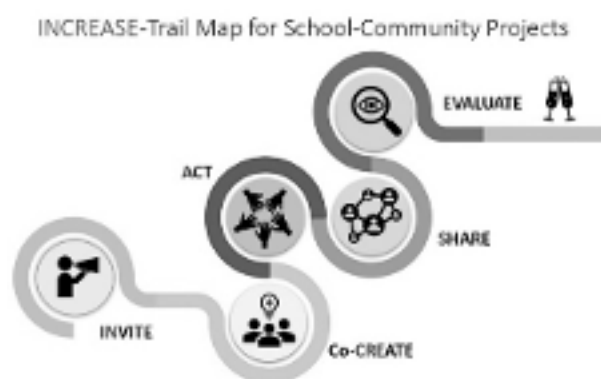 INCREASE-Trail Map for School-Community Projects
EVALUATE
ACT
SHARE
INVITE
Co-CREATE